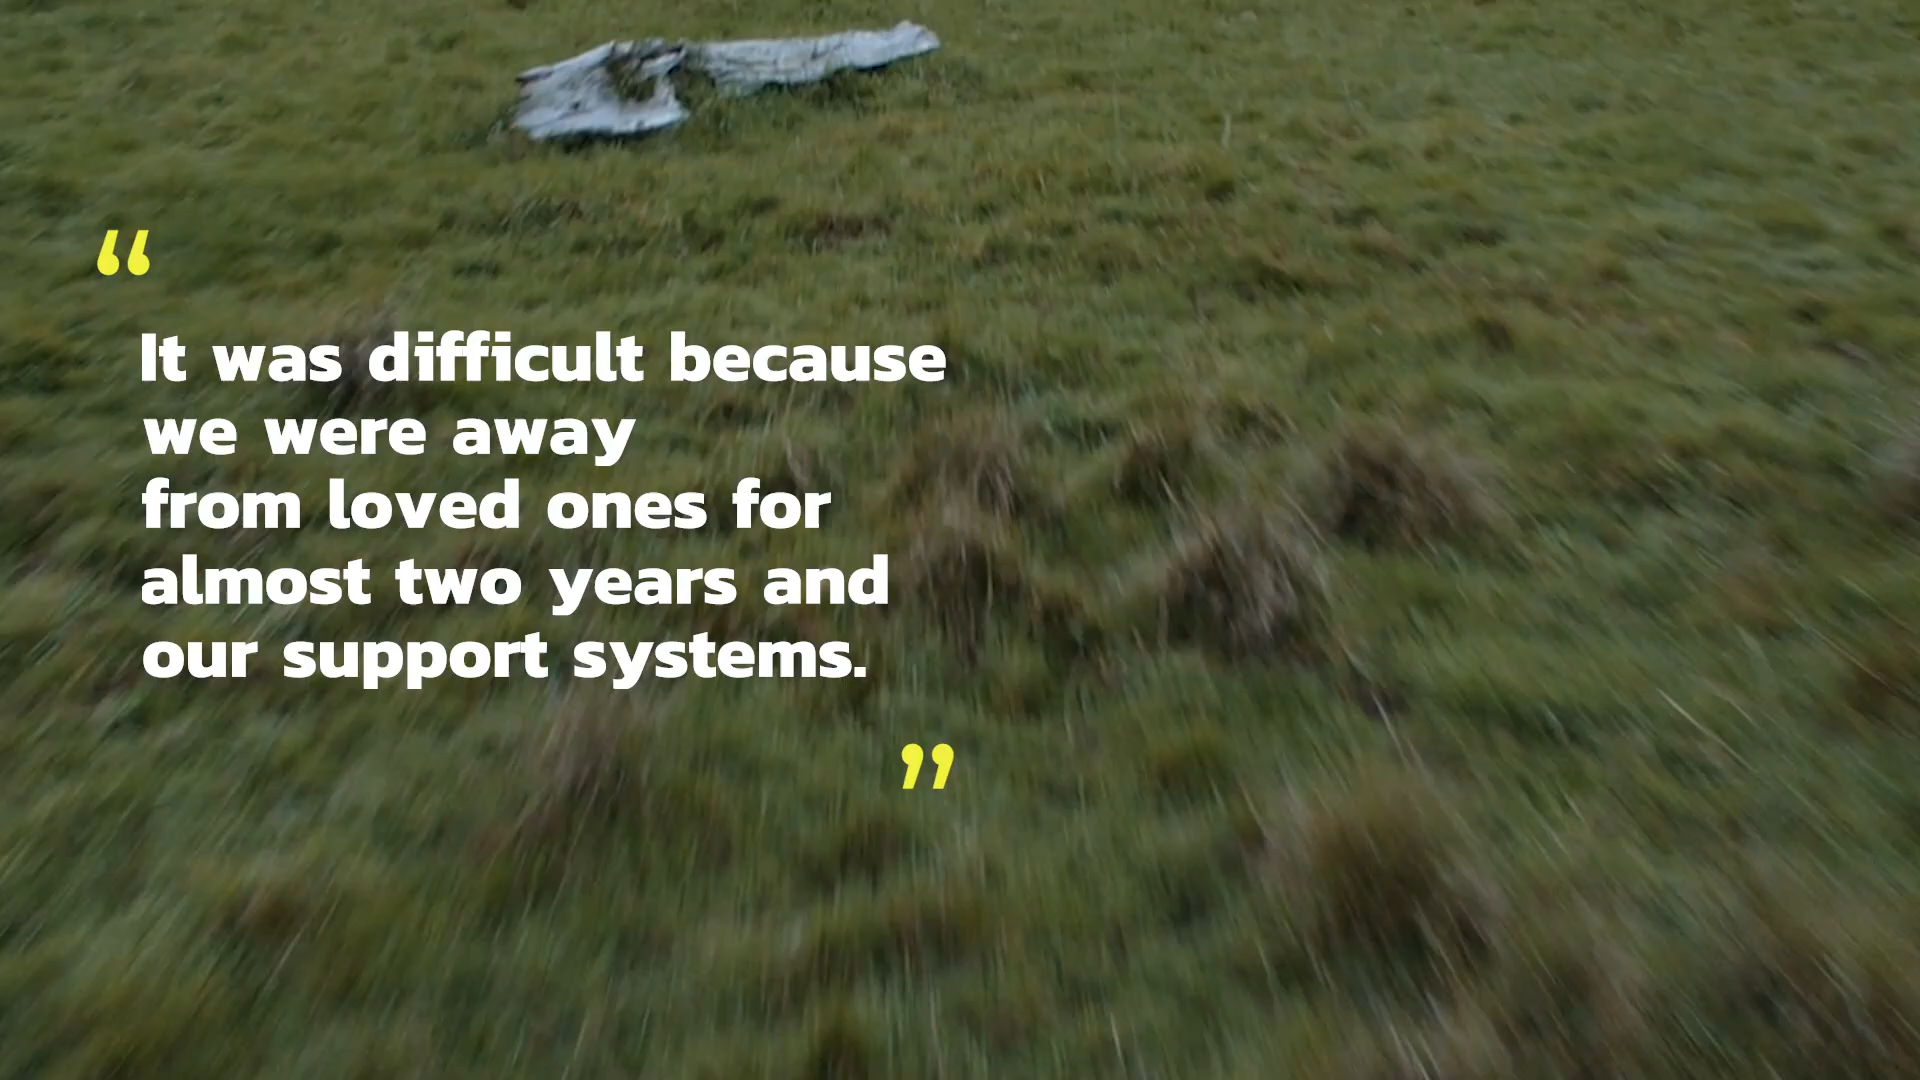 “
It was difficult because
we were away
from loved ones for
almost two years and
our support systems.
”